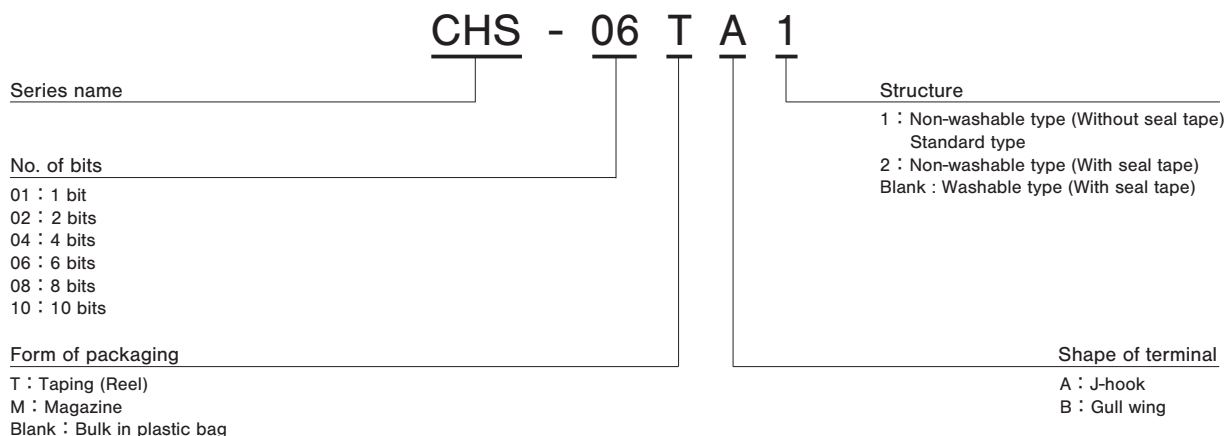 CHS - 06 T A 1
Series name
No. of bits
01：1 bit
02：2 bits
04：4 bits
06：6 bits
08：8 bits
10：10 bits
Form of packaging
T：Taping (Reel)
M：Magazine
Blank：Bulk in plastic bag
Structure
1：Non-washable type (Without seal tape)
Standard type
2：Non-washable type (With seal tape)
Blank : Washable type (With seal tape)
Shape of terminal
A：J-hook
B：Gull wing